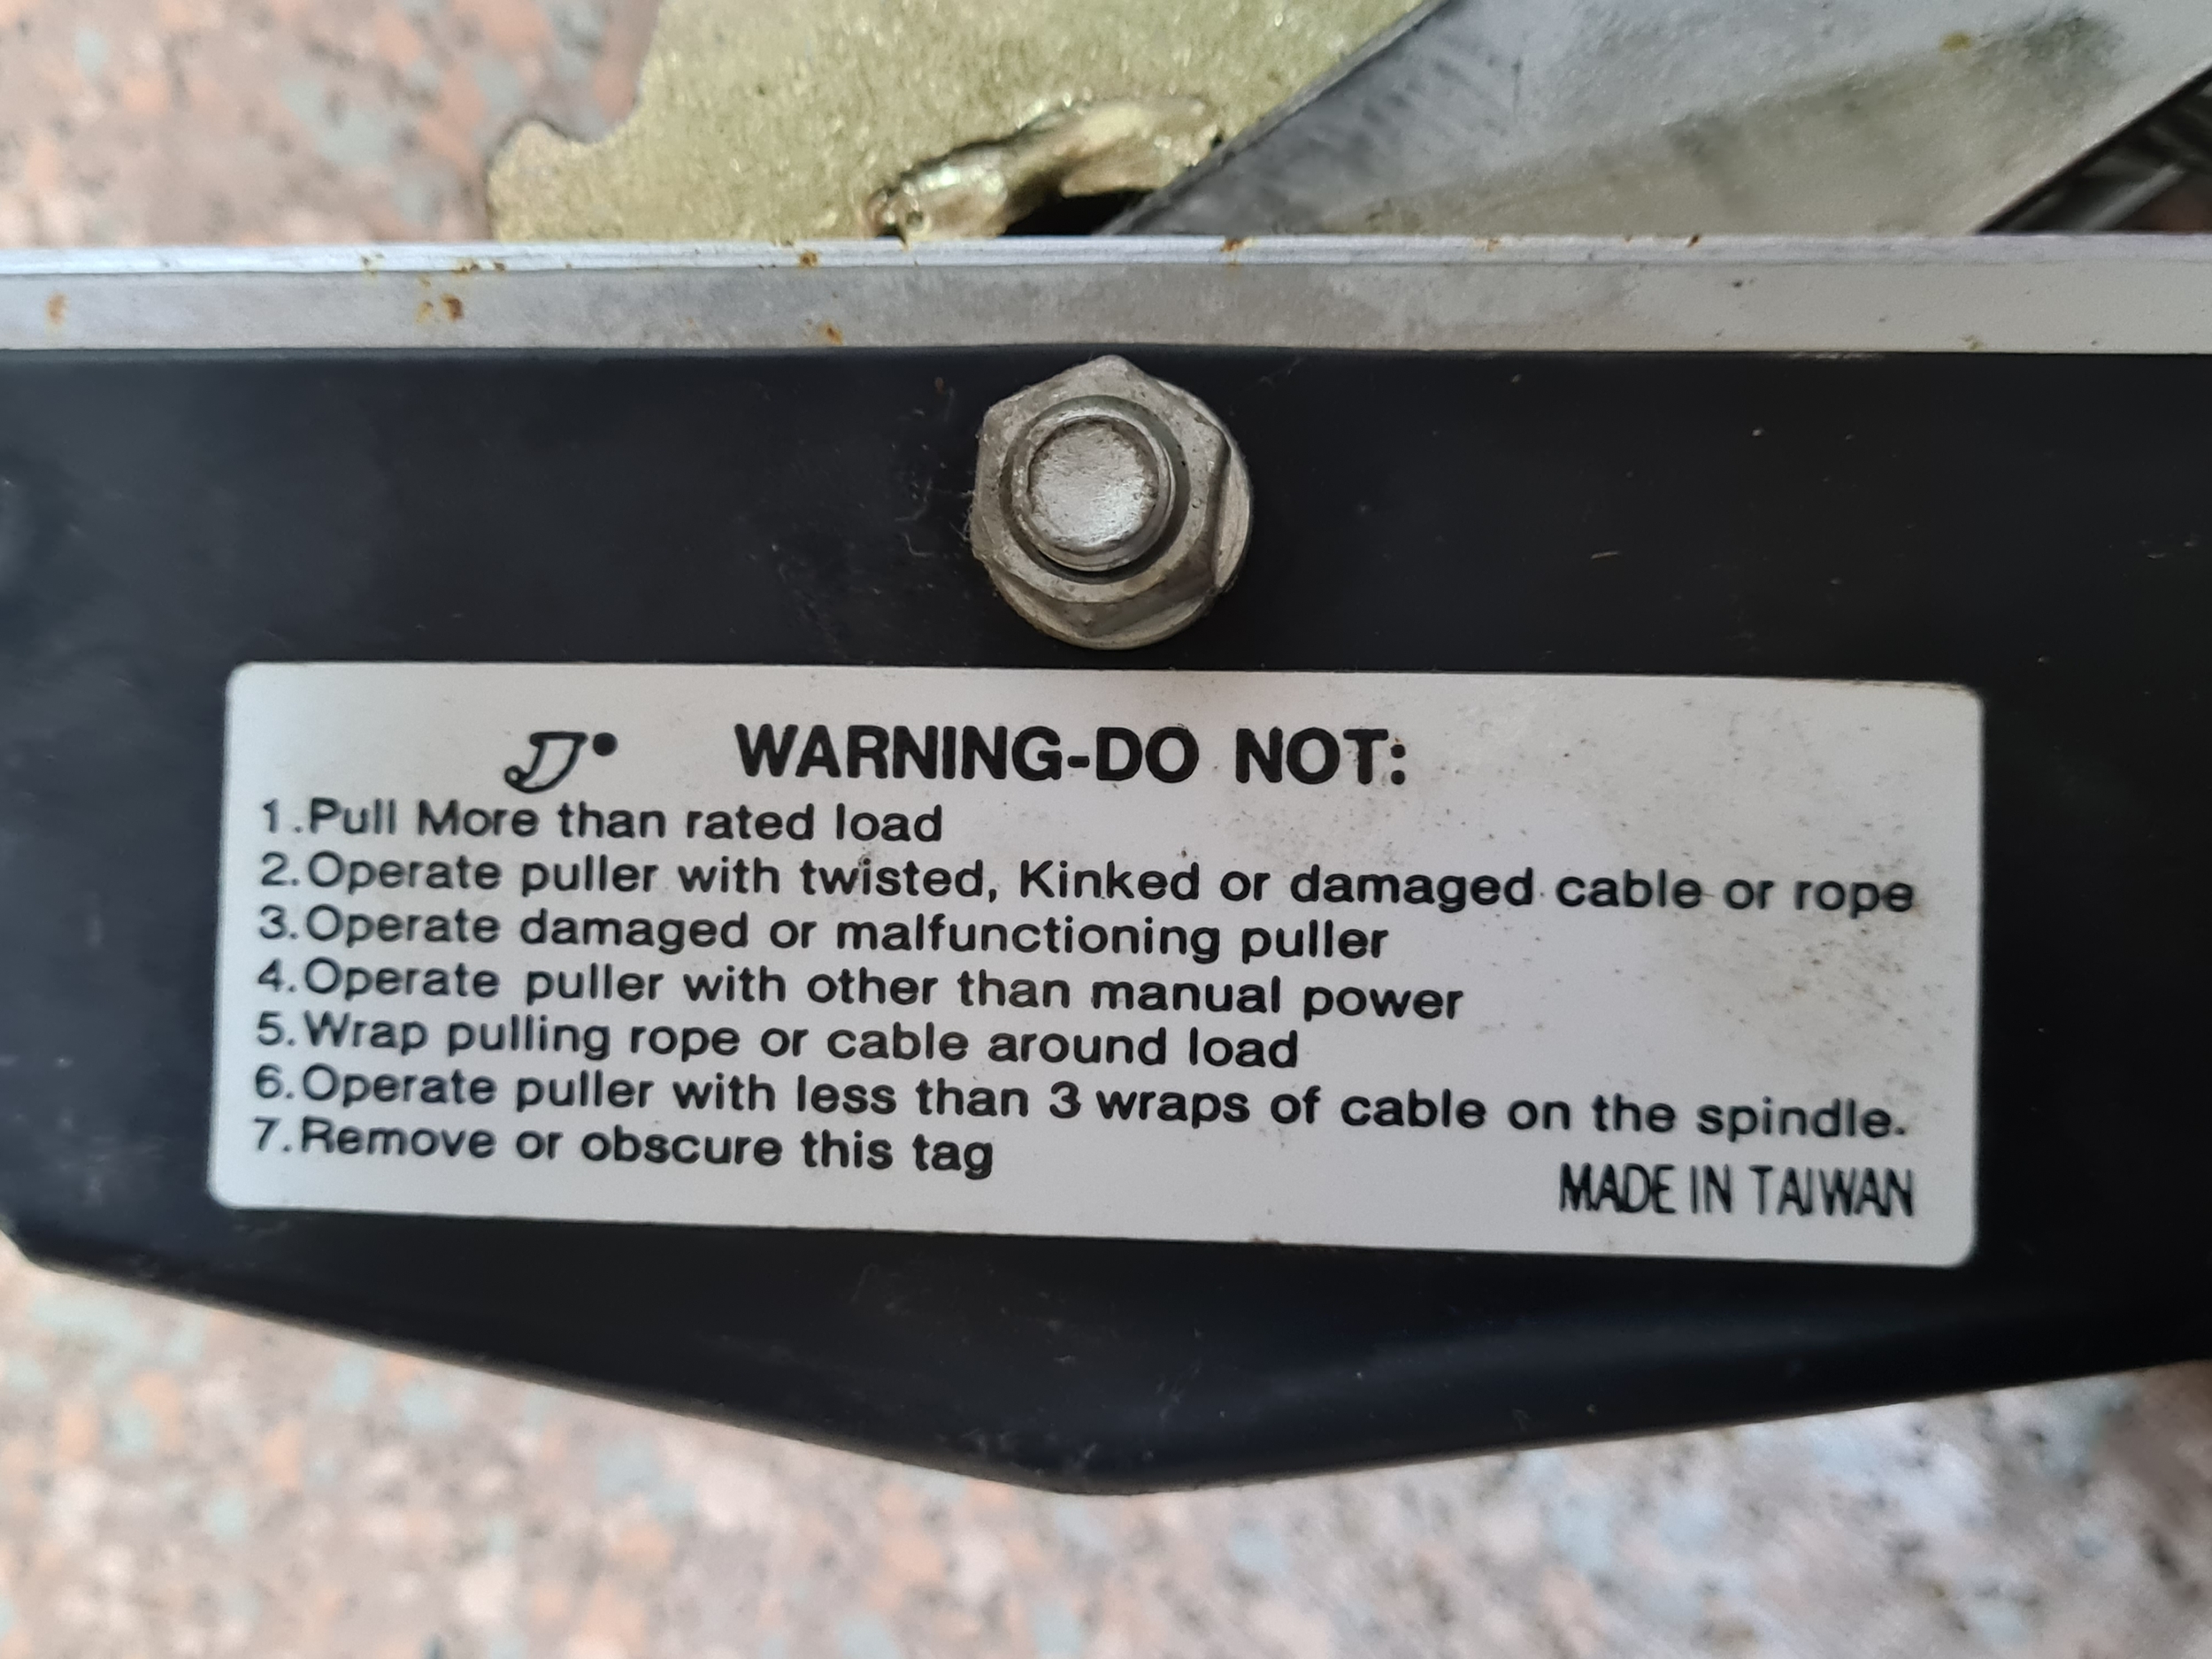 WARNING-DO NOT:
1.Pull More than rated load
2.Operate puller with twisted, Kinked or damaged cable or rope
3.Operate damaged or malfunctioning puller
4.Operate puller with other than manual power
5.Wrap pulling rope or cable around load
6.Operate puller with less than 3 wraps of cable on the spindle.
7.Remove or obscure this tag
MADE IN TAIWAN